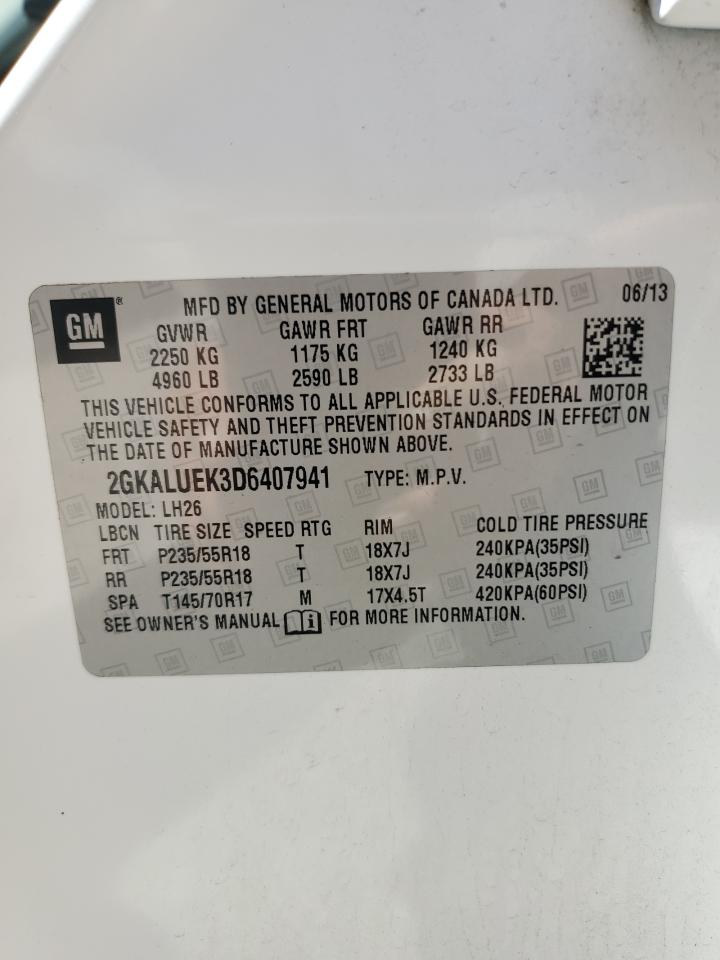 GM® MFD BY GENERAL MOTORS OF CANADA LTD. 06/13
GVWR GAWR FRT GAWR RR
2250 KG 1175 KG 1240 KG
4960 LB 2590 LB 2733 LB
THIS VEHICLE CONFORMS TO ALL APPLICABLE U.S. FEDERAL MOTOR
VEHICLE SAFETY AND THEFT PREVENTION STANDARDS IN EFFECT ON
THE DATE OF MANUFACTURE SHOWN ABOVE.
2GKALUEK3D6407941 TYPE: M.P.V.
MODEL: LH26
LBCN TIRE SIZE SPEED RTG RIM COLD TIRE PRESSURE
FRT P235/55R18 T 18X7J 240KPA(35PSI)
RR P235/55R18 T 18X7J 240KPA(35PSI)
SPA T145/70R17 M 17X4.5T 420KPA(60PSI)
SEE OWNER'S MANUAL i FOR MORE INFORMATION.